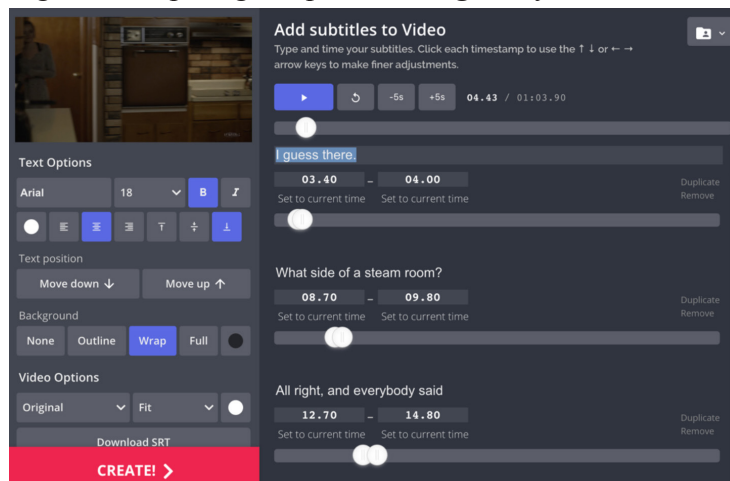 Add subtitles to Video
Type and time your subtitles. Click each timestamp to use the ↑ ↓ or ← →
arrow keys to make finer adjustments.
-5s +5s 04.43 / 01:03.90
I guess there.
03.40 – 04.00
Set to current time Set to current time
Duplicate
Remove
What side of a steam room?
08.70 – 09.80
Set to current time Set to current time
Duplicate
Remove
All right, and everybody said
12.70 – 14.80
Set to current time Set to current time
Duplicate
Remove
Text Options
Arial 18 B I
Text position
Move down ↓ Move up ↑
Background
None Outline Wrap Full
Video Options
Original Fit
Download SRT
CREATE! >